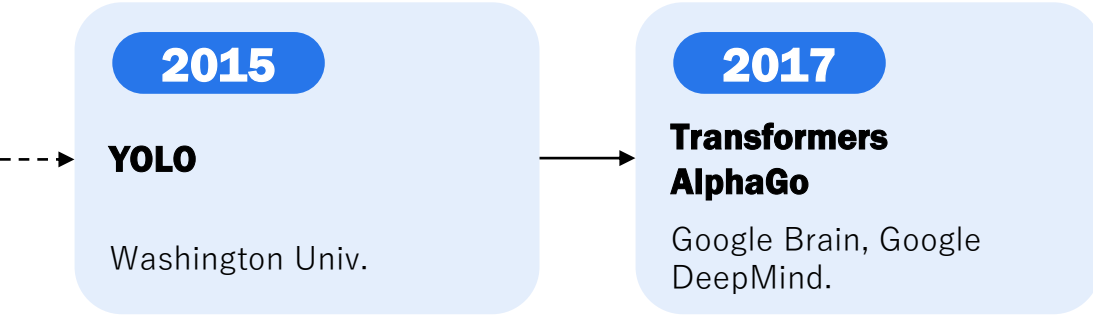 2015
YOLO
Washington Univ.
2017
Transformers
AlphaGo
Google Brain, Google
DeepMind.